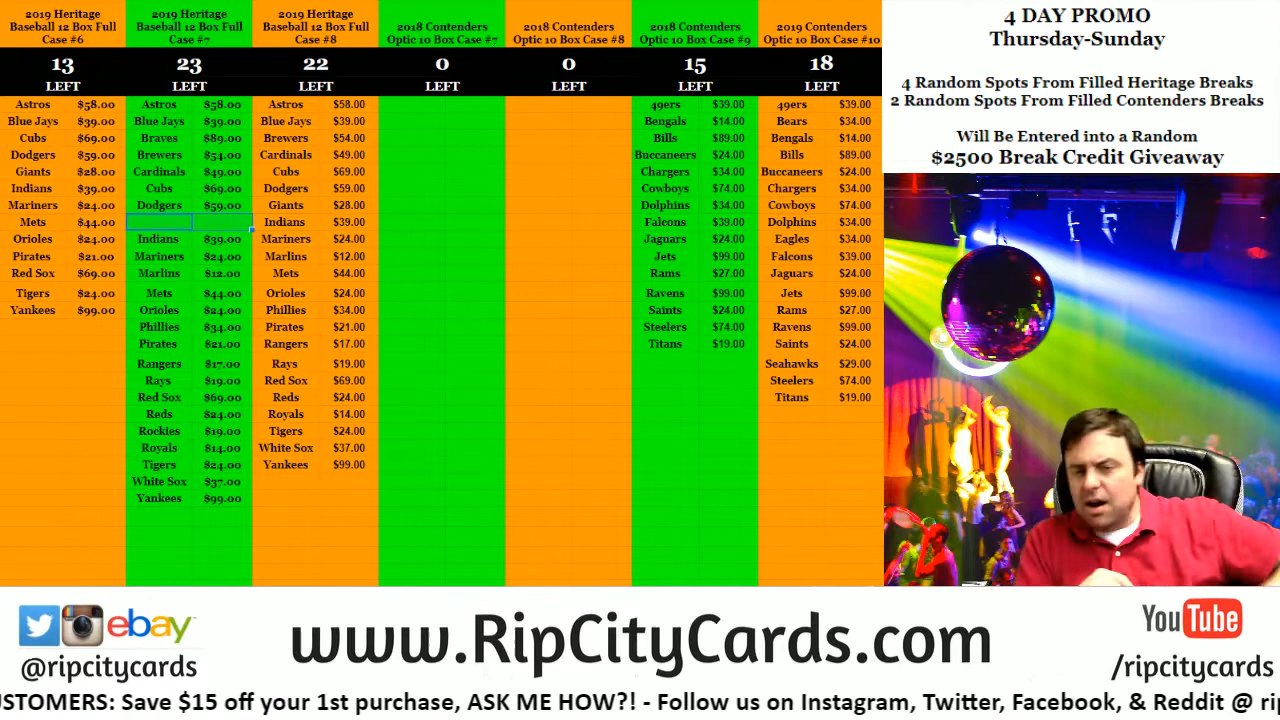 2019 Heritage
Baseball 12 Box Full
Case #6
13
LEFT
Astros $58.00
Blue Jays $39.00
Cubs $69.00
Dodgers $59.00
Giants $28.00
Indians $39.00
Mariners $24.00
Mets $44.00
Orioles $24.00
Pirates $21.00
Red Sox $69.00
Tigers $24.00
Yankees $99.00
2019 Heritage
Baseball 12 Box Full
Case #7
23
LEFT
Astros $58.00
Blue Jays $39.00
Braves $89.00
Brewers $54.00
Cardinals $49.00
Cubs $69.00
Dodgers $59.00
Indians $39.00
Mariners $24.00
Marlins $12.00
Mets $44.00
Orioles $24.00
Phillies $34.00
Pirates $21.00
Rangers $17.00
Rays $19.00
Red Sox $69.00
Reds $24.00
Rockies $19.00
Royals $14.00
Tigers $24.00
White Sox $37.00
Yankees $99.00
2019 Heritage
Baseball 12 Box Full
Case #8
22
LEFT
Astros $58.00
Blue Jays $39.00
Brewers $54.00
Cardinals $49.00
Cubs $69.00
Dodgers $59.00
Giants $28.00
Indians $39.00
Mariners $24.00
Marlins $12.00
Mets $44.00
Orioles $24.00
Phillies $34.00
Pirates $21.00
Rangers $17.00
Rays $19.00
Red Sox $69.00
Reds $24.00
Royals $14.00
Tigers $24.00
White Sox $37.00
Yankees $99.00
2018 Contenders
Optic 10 Box Case #7
0
LEFT
2018 Contenders
Optic 10 Box Case #8
0
LEFT
2018 Contenders
Optic 10 Box Case #9
15
LEFT
49ers $39.00
Bengals $14.00
Bills $89.00
Buccaneers $24.00
Chargers $34.00
Cowboys $74.00
Dolphins $34.00
Falcons $39.00
Jaguars $24.00
Jets $99.00
Rams $27.00
Ravens $99.00
Saints $24.00
Steelers $74.00
Titans $19.00
2019 Contenders
Optic 10 Box Case #10
18
LEFT
49ers $39.00
Bears $34.00
Bengals $14.00
Bills $89.00
Buccaneers $24.00
Chargers $34.00
Cowboys $74.00
Dolphins $34.00
Eagles $34.00
Falcons $39.00
Jaguars $24.00
Jets $99.00
Rams $27.00
Ravens $99.00
Saints $24.00
Seahawks $29.00
Steelers $74.00
Titans $19.00
4 DAY PROMO
Thursday-Sunday
4 Random Spots From Filled Heritage Breaks
2 Random Spots From Filled Contenders Breaks
Will Be Entered into a Random
$2500 Break Credit Giveaway
ebay
@ripcitycards
www.RipCityCards.com
YouTube
/ripcitycards
USTOMERS: Save $15 off your 1st purchase, ASK ME HOW?! - Follow us on Instagram, Twitter, Facebook, & Reddit @ rip